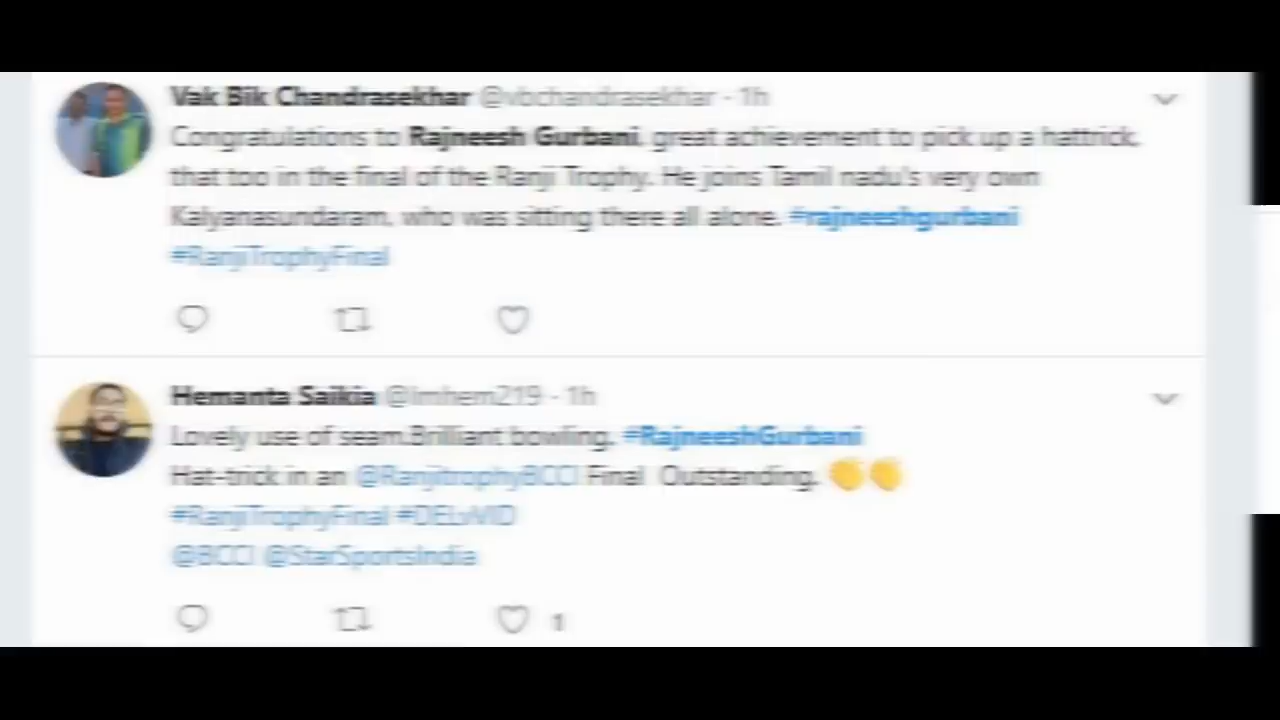 Vak Bik Chandrasekhar @vbchandrasekhar · 1h
Congratulations to Rajneesh Gurbani, great achievement to pick up a hattrick,
that too in the final of the Ranji Trophy. He joins Tamil nadu's very own
Kalyanasundaram, who was sitting there all alone. #rajneeshgurbani
#RanjiTrophyFinal
Hemanta Saikia @Imhem219 · 1h
Lovely use of seam.Brilliant bowling. #RajneeshGurbani
Hat-trick in an @RanjitrophyBCCI Final Outstanding. 👏👏
#RanjiTrophyFinal #DELvVID
@BCCI @StarSportsIndia
1